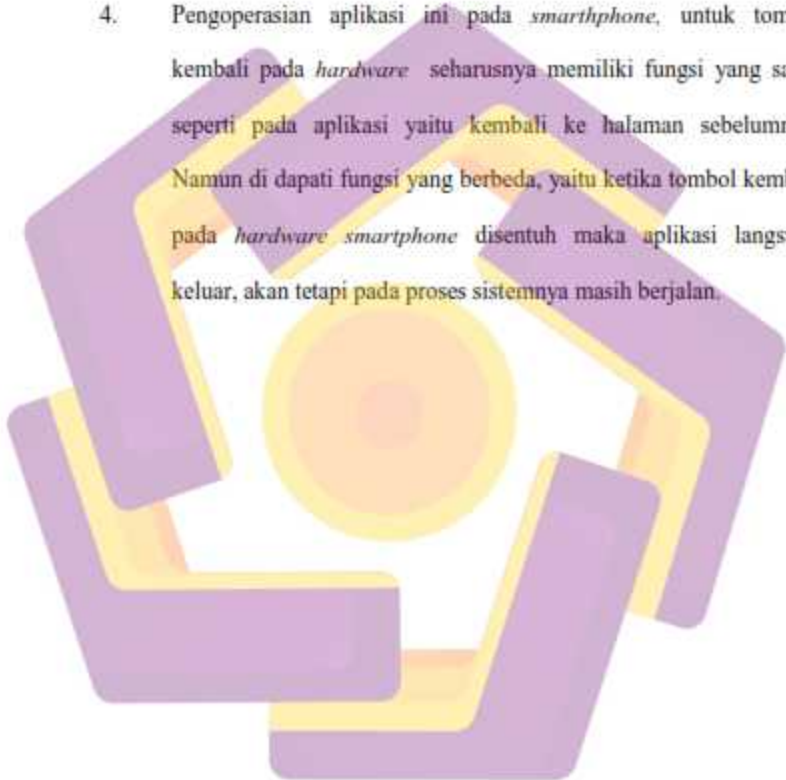 4. Pengoperasian aplikasi ini pada smarthphone, untuk tom
kembali pada hardware seharusnya memiliki fungsi yang sa
seperti pada aplikasi yaitu kembali ke halaman sebelumn
Namun di dapati fungsi yang berbeda, yaitu ketika tombol kemb
pada hardware smartphone disentuh maka aplikasi langs
keluar, akan tetapi pada proses sistemnya masih berjalan.